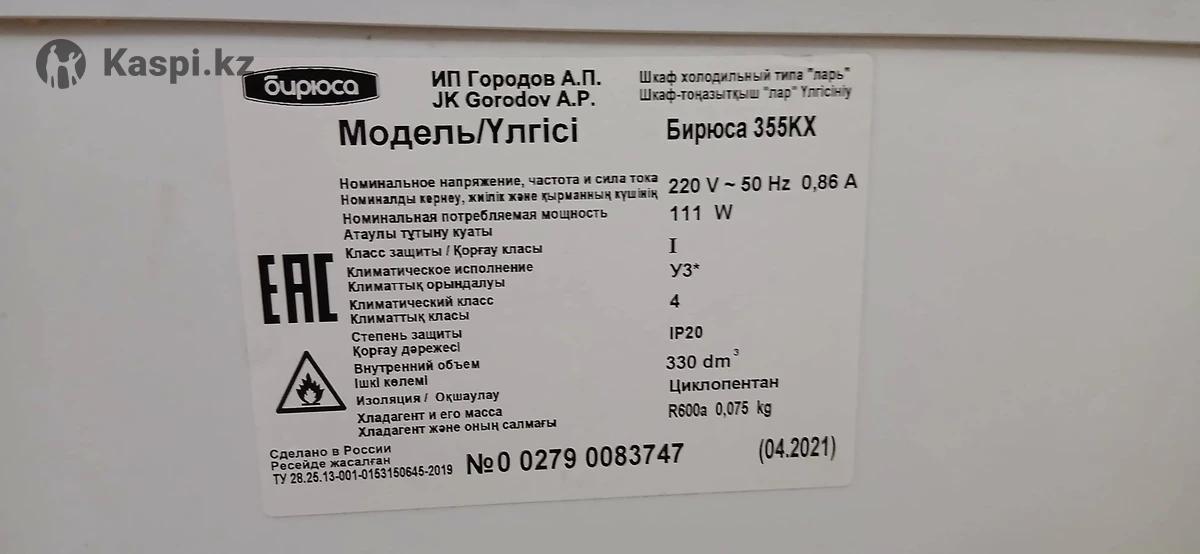 Kaspi.kz
бирюса
ИП Городов А.П.
JK Gorodov A.P.
Шкаф холодильный типа "ларь"
Шкаф-тоңазытқыш "лар" Үлгісініу
Модель/Үлгісі Бирюса 355КХ
Номинальное напряжение, частота и сила тока 220 V ~ 50 Hz 0,86 A
Номиналды кернеу, жиілік және қырманның күшінің
Номинальная потребляемая мощность 111 W
Атаулы тұтыну куаты
Класс защиты / Қорғау класы I
Климатическое исполнение У3*
Климаттық орындалуы
Климатический класс 4
Климаттық класы
Степень защиты IP20
Қорғау дәрежесі
Внутренний объем 330 dm³
Ішкі көлемі
Изоляция / Оқшаулау Циклопентан
Хладагент и его масса R600a 0,075 kg
Хладагент және оның салмағы
ЕАС
Сделано в России
Ресейде жасалған
ТУ 28.25.13-001-0153150645-2019
№0 0279 0083747 (04.2021)